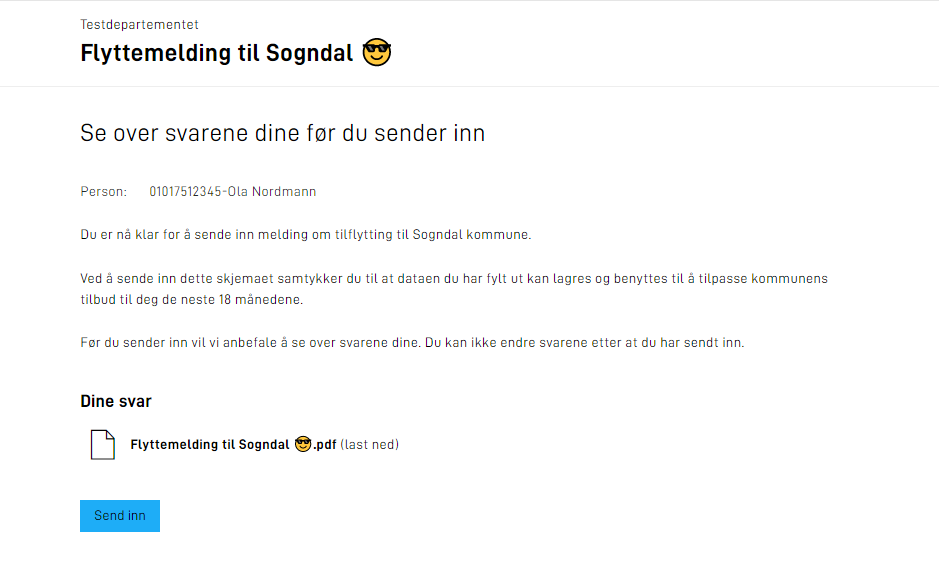 Testdepartementet
Flyttemelding til Sogndal 😎
Se over svarene dine før du sender inn
Person: 01017512345-Ola Nordmann
Du er nå klar for å sende inn melding om tilflytting til Sogndal kommune.
Ved å sende inn dette skjemaet samtykker du til at dataen du har fylt ut kan lagres og benyttes til å tilpasse kommunens
tilbud til deg de neste 18 månedene.
Før du sender inn vil vi anbefale å se over svarene dine. Du kan ikke endre svarene etter at du har sendt inn.
Dine svar
Flyttemelding til Sogndal 😎.pdf (last ned)
Send inn